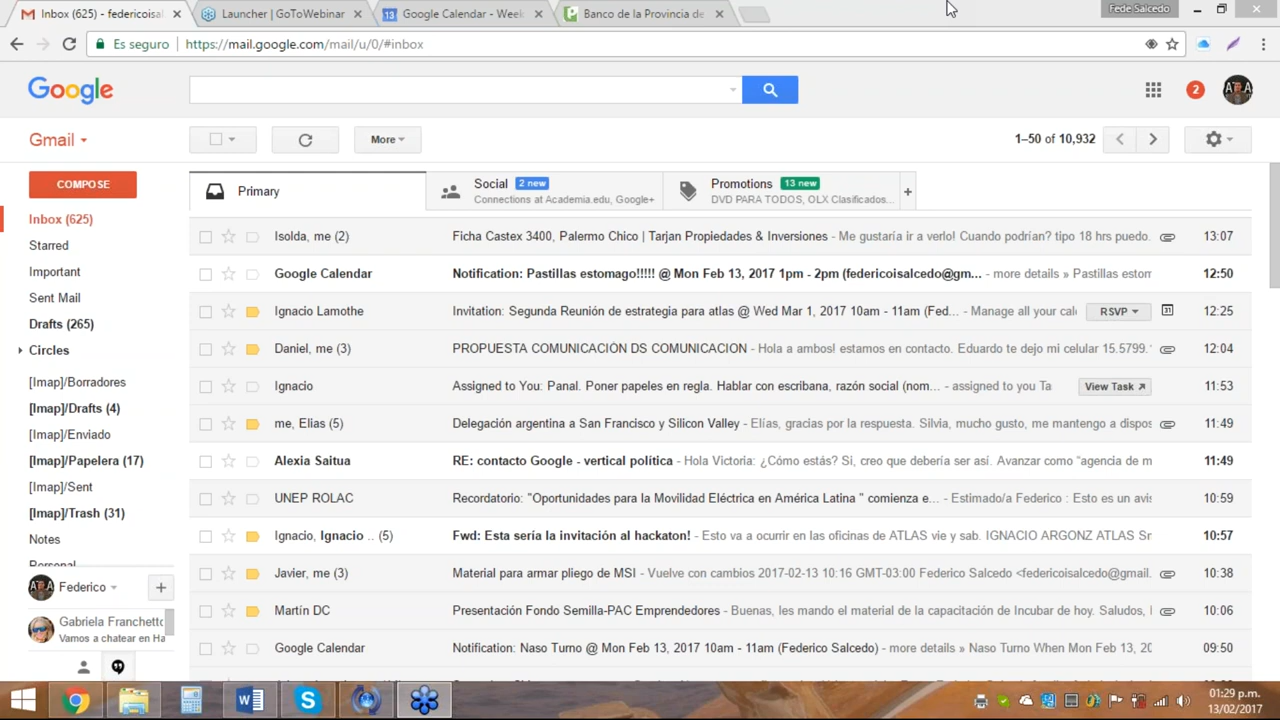 Inbox (625) - federicoisal
Launcher | GoToWebinar
13 Google Calendar - Week
Banco de la Provincia de
Fede Salcedo
Es seguro
https://mail.google.com/mail/u/0/#inbox
Google
2
Gmail
More
1–50 of 10,932
COMPOSE
Primary
Social 2 new
Connections at Academia.edu, Google+
Promotions 13 new
DVD PARA TODOS, OLX Clasificados...
Inbox (625)
Starred
Important
Sent Mail
Drafts (265)
Circles
[Imap]/Borradores
[Imap]/Drafts (4)
[Imap]/Enviado
[Imap]/Papelera (17)
[Imap]/Sent
[Imap]/Trash (31)
Notes
Personal
Federico
Gabriela Franchetto
Vamos a chatear en Ha
Isolda, me (2) Ficha Castex 3400, Palermo Chico | Tarjan Propiedades & Inversiones - Me gustaría ir a verlo! Cuando podrían? tipo 18 hrs puedo. 13:07
Google Calendar Notification: Pastillas estomago!!!!! @ Mon Feb 13, 2017 1pm - 2pm (federicoisalcedo@gm... - more details » Pastillas estom 12:50
Ignacio Lamothe Invitation: Segunda Reunión de estrategia para atlas @ Wed Mar 1, 2017 10am - 11am (Fed... - Manage all your cale RSVP 31 12:25
Daniel, me (3) PROPUESTA COMUNICACIÓN DS COMUNICACION - Hola a ambos! estamos en contacto. Eduardo te dejo mi celular 15.5799. 12:04
Ignacio Assigned to You: Panal. Poner papeles en regla. Hablar con escribana, razón social (nom... - assigned to you Ta View Task 11:53
me, Elias (5) Delegación argentina a San Francisco y Silicon Valley - Elías, gracias por la respuesta. Silvia, mucho gusto, me mantengo a dispos 11:49
Alexia Saitua RE: contacto Google - vertical política - Hola Victoria: ¿Cómo estás? Si, creo que debería ser así. Avanzar como “agencia de m 11:49
UNEP ROLAC Recordatorio: "Oportunidades para la Movilidad Eléctrica en América Latina " comienza e... - Estimado/a Federico : Esto es un avis 10:59
Ignacio, Ignacio .. (5) Fwd: Esta sería la invitación al hackaton! - Esto va a ocurrir en las oficinas de ATLAS vie y sab. IGNACIO ARGONZ ATLAS Sr 10:57
Javier, me (3) Material para armar pliego de MSI - Vuelve con cambios 2017-02-13 10:16 GMT-03:00 Federico Salcedo <federicoisalcedo@gmail. 10:38
Martín DC Presentación Fondo Semilla-PAC Emprendedores - Buenas, les mando el material de la capacitación de Incubar de hoy. Saludos, 10:06
Google Calendar Notification: Naso Turno @ Mon Feb 13, 2017 10am - 11am (Federico Salcedo) - more details » Naso Turno When Mon Feb 13, 20 09:50
01:29 p.m.
13/02/2017